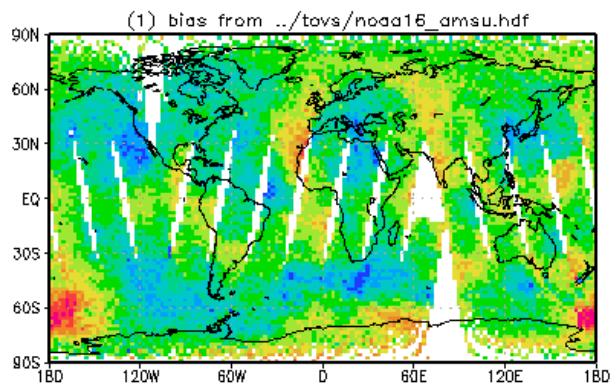 (1) bias from ../tovs/noaa16_amsu.hdf
90N
60N
30N
EQ
30S
60S
90S
180 120W 60W 0 60E 120E 180